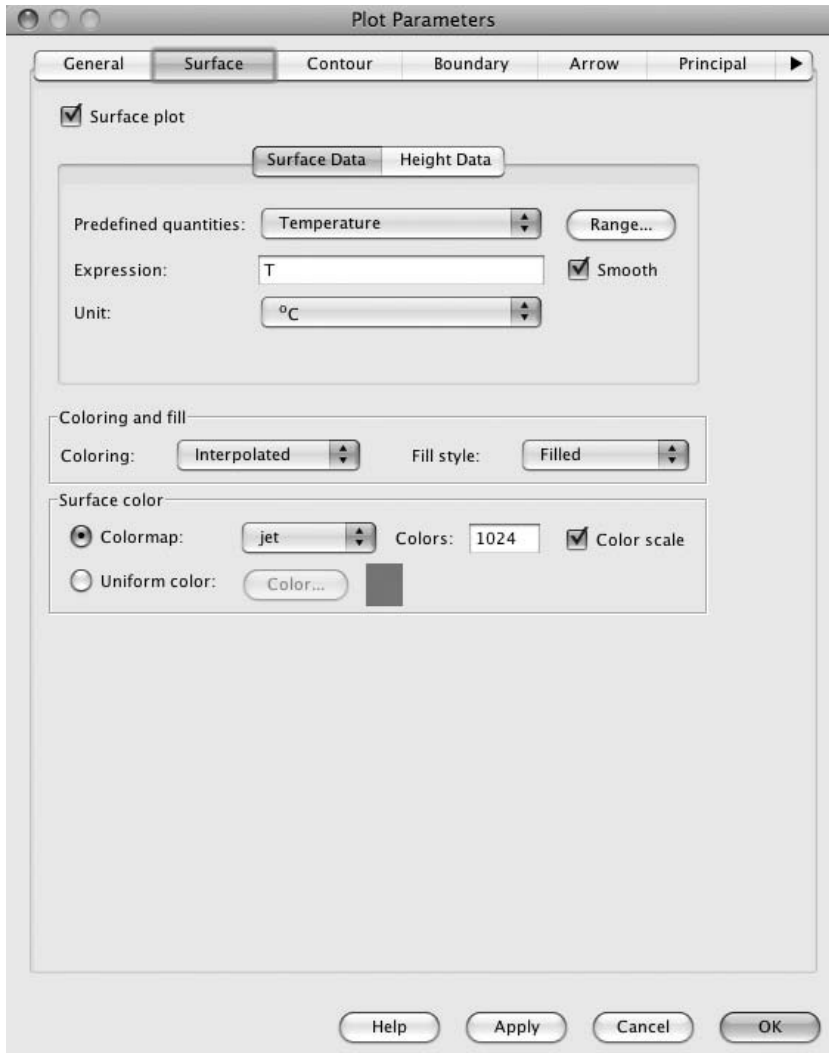 Plot Parameters
General Surface Contour Boundary Arrow Principal
Surface plot
Surface Data Height Data
Predefined quantities: Temperature Range...
Expression: T Smooth
Unit: ºC
Coloring and fill
Coloring: Interpolated Fill style: Filled
Surface color
Colormap: jet Colors: 1024 Color scale
Uniform color: Color...
Help Apply Cancel OK